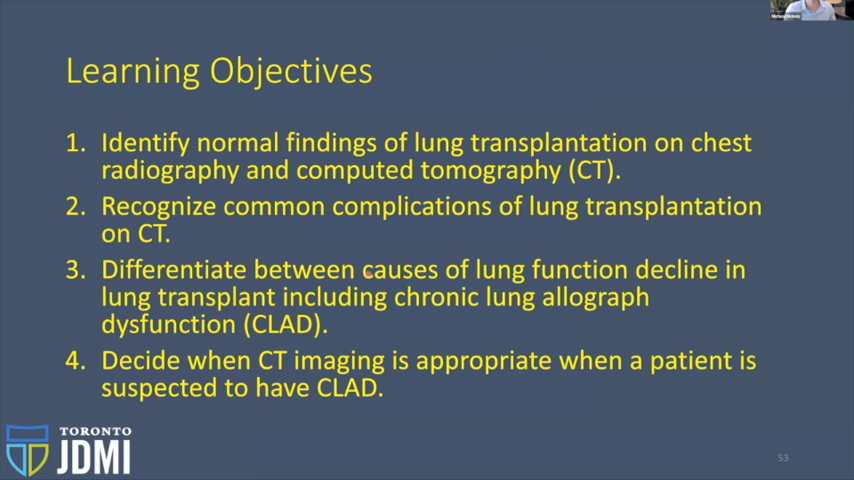 Learning Objectives
1. Identify normal findings of lung transplantation on chest
radiography and computed tomography (CT).
2. Recognize common complications of lung transplantation
on CT.
3. Differentiate between causes of lung function decline in
lung transplant including chronic lung allograph
dysfunction (CLAD).
4. Decide when CT imaging is appropriate when a patient is
suspected to have CLAD.
TORONTO
JDMI
53